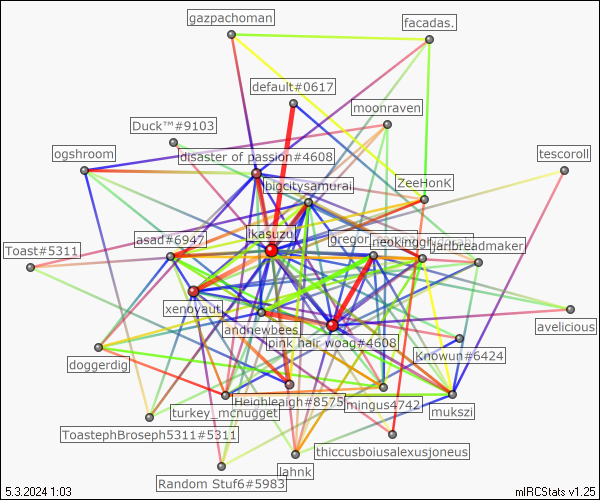 gazpachoman
facadas.
default#0617
moonraven
Duck™#9103
ogshroom
disaster of passion#4608
tescoroll
bigcitysamurai
ZeeHonK
Ikasuzu
asad#6947
jarlbreadmaker
Toast#5311
xenoyaut
avelicious
andnewbees
pink hair woag#4608
Knowun#6424
doggerdig
Heighleaigh#8575
mingus4742
turkey_mcnugget
mukszi
ToastephBroseph5311#5311
thiccusboiusalexusjoneus
lahnk
Random Stuf6#5983
5.3.2024 1:03
mIRCStats v1.25